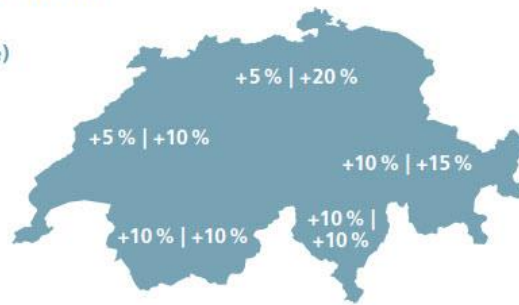 +5 % | +20 %
+5 % | +10 %
+10 % | +15 %
+10 % |
+10 %
+10 % | +10 %